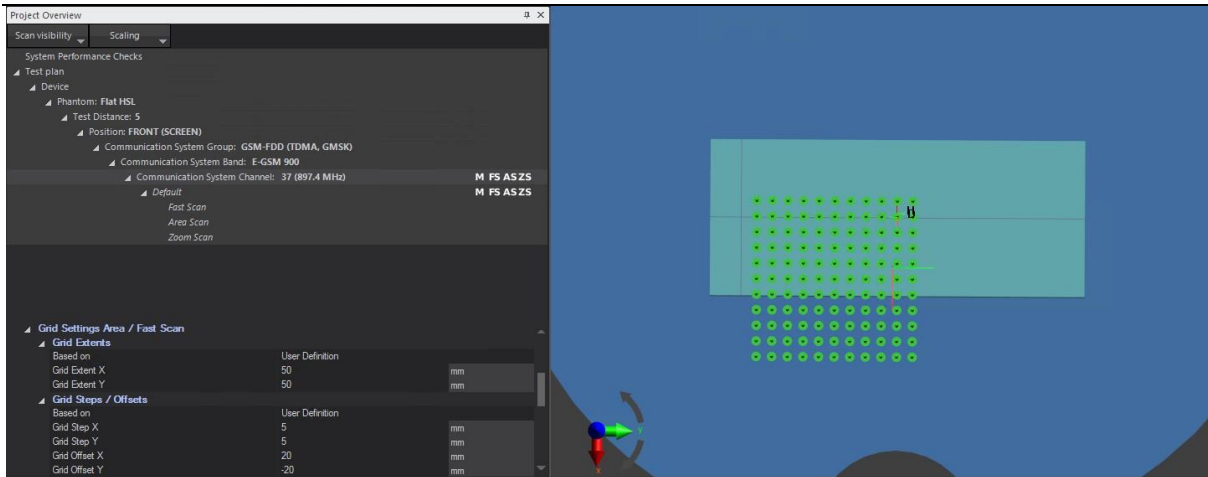 Project Overview
Scan visibility Scaling
System Performance Checks
Test plan
Device
Phantom: Flat HSL
Test Distance: 5
Position: FRONT (SCREEN)
Communication System Group: GSM-FDD (TDMA, GMSK)
Communication System Band: E-GSM 900
Communication System Channel: 37 (897.4 MHz) M FS AS ZS
Default M FS AS ZS
Fast Scan
Area Scan
Zoom Scan
Grid Settings Area / Fast Scan
Grid Extents
Based on User Definition
Grid Extent X 50 mm
Grid Extent Y 50 mm
Grid Steps / Offsets
Based on User Definition
Grid Step X 5 mm
Grid Step Y 5 mm
Grid Offset X 20 mm
Grid Offset Y -20 mm
Y
X